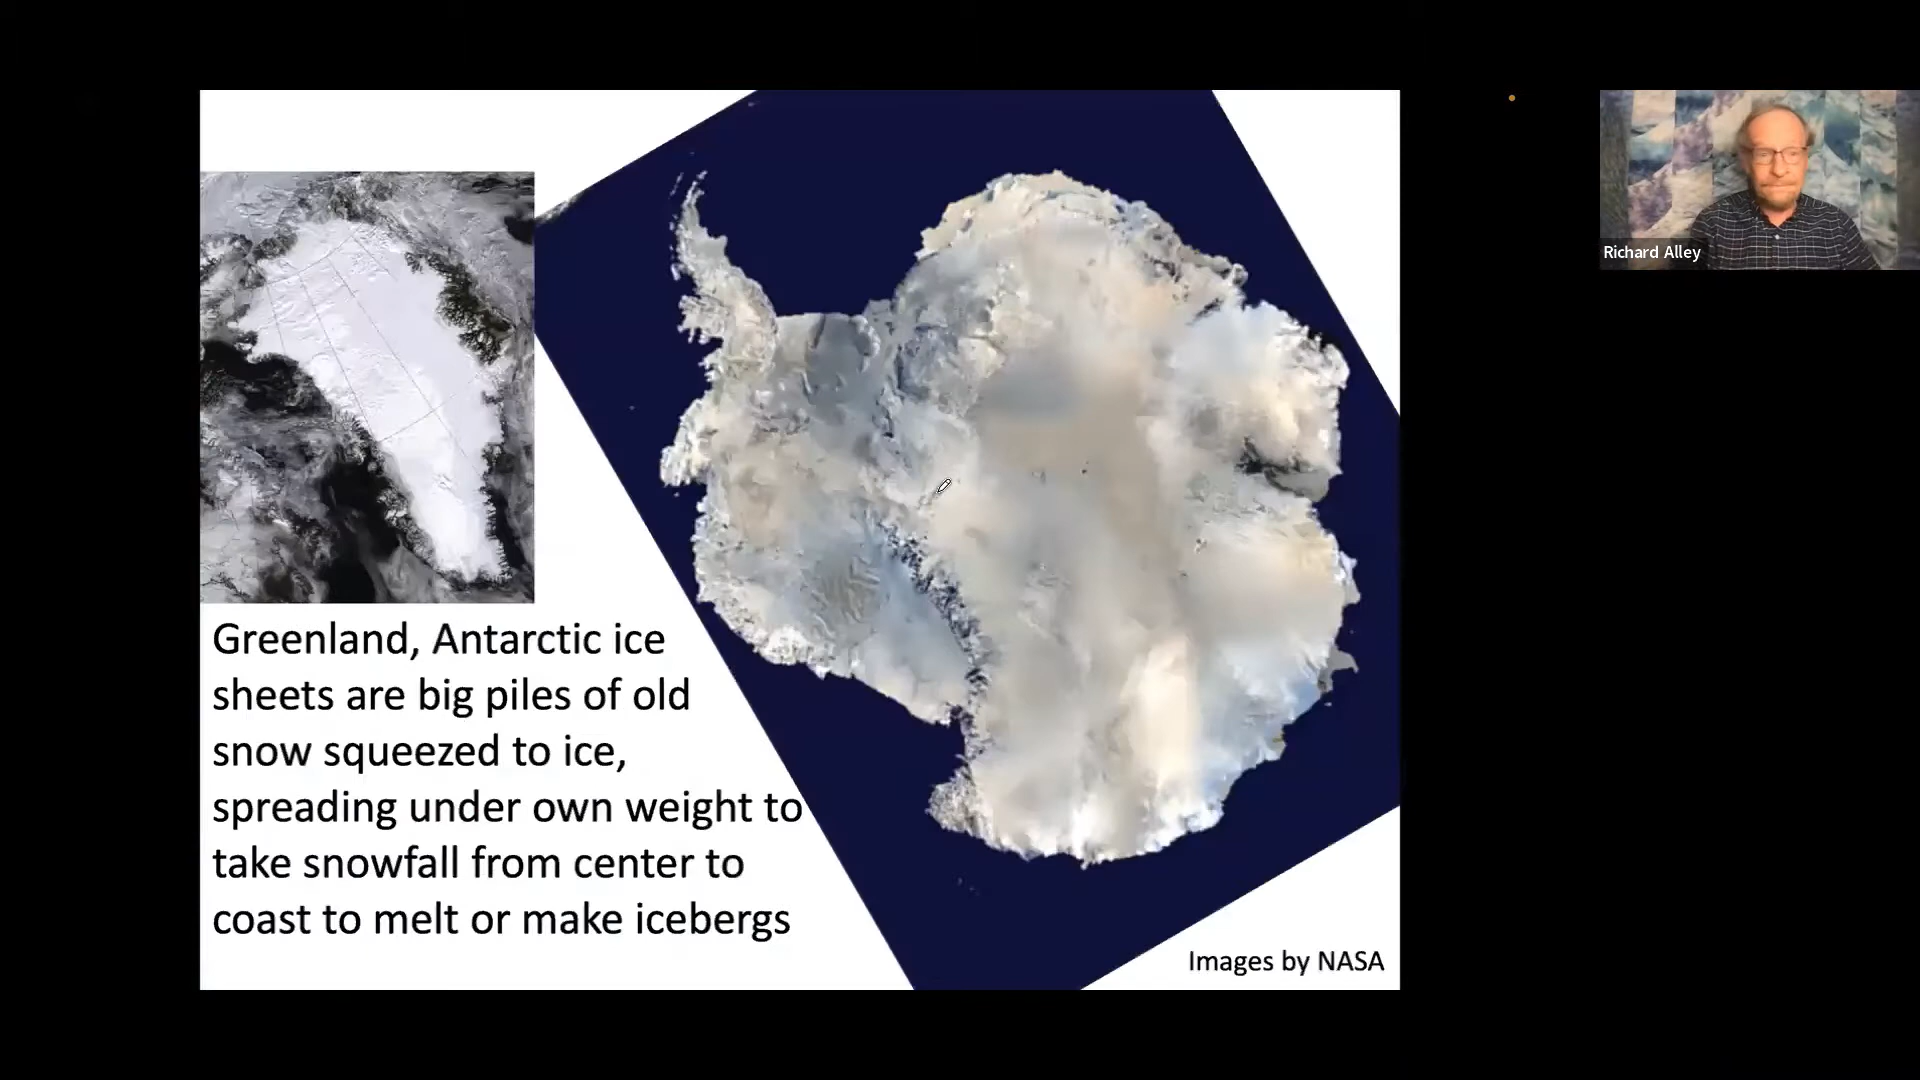 Richard Alley
Greenland, Antarctic ice
sheets are big piles of old
snow squeezed to ice,
spreading under own weight to
take snowfall from center to
coast to melt or make icebergs
Images by NASA